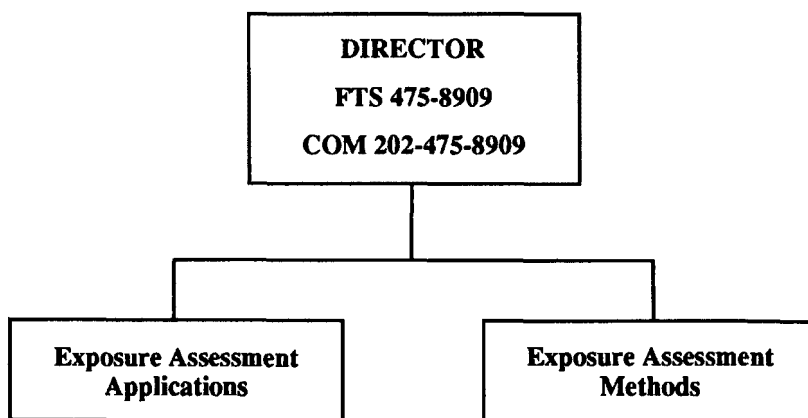 DIRECTOR
FTS 475-8909
COM 202-475-8909
Exposure Assessment
Applications
Exposure Assessment
Methods